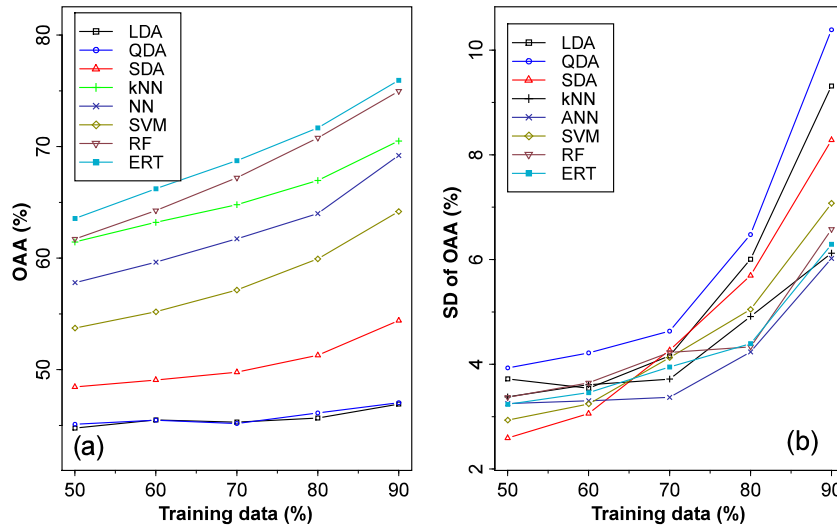 80
70
60
50
OAA (%)
LDA
QDA
SDA
kNN
NN
SVM
RF
ERT
(a)
50 60 70 80 90
Training data (%)
10
8
6
4
2
SD of OAA (%)
LDA
QDA
SDA
kNN
ANN
SVM
RF
ERT
(b)
50 60 70 80 90
Training data (%)